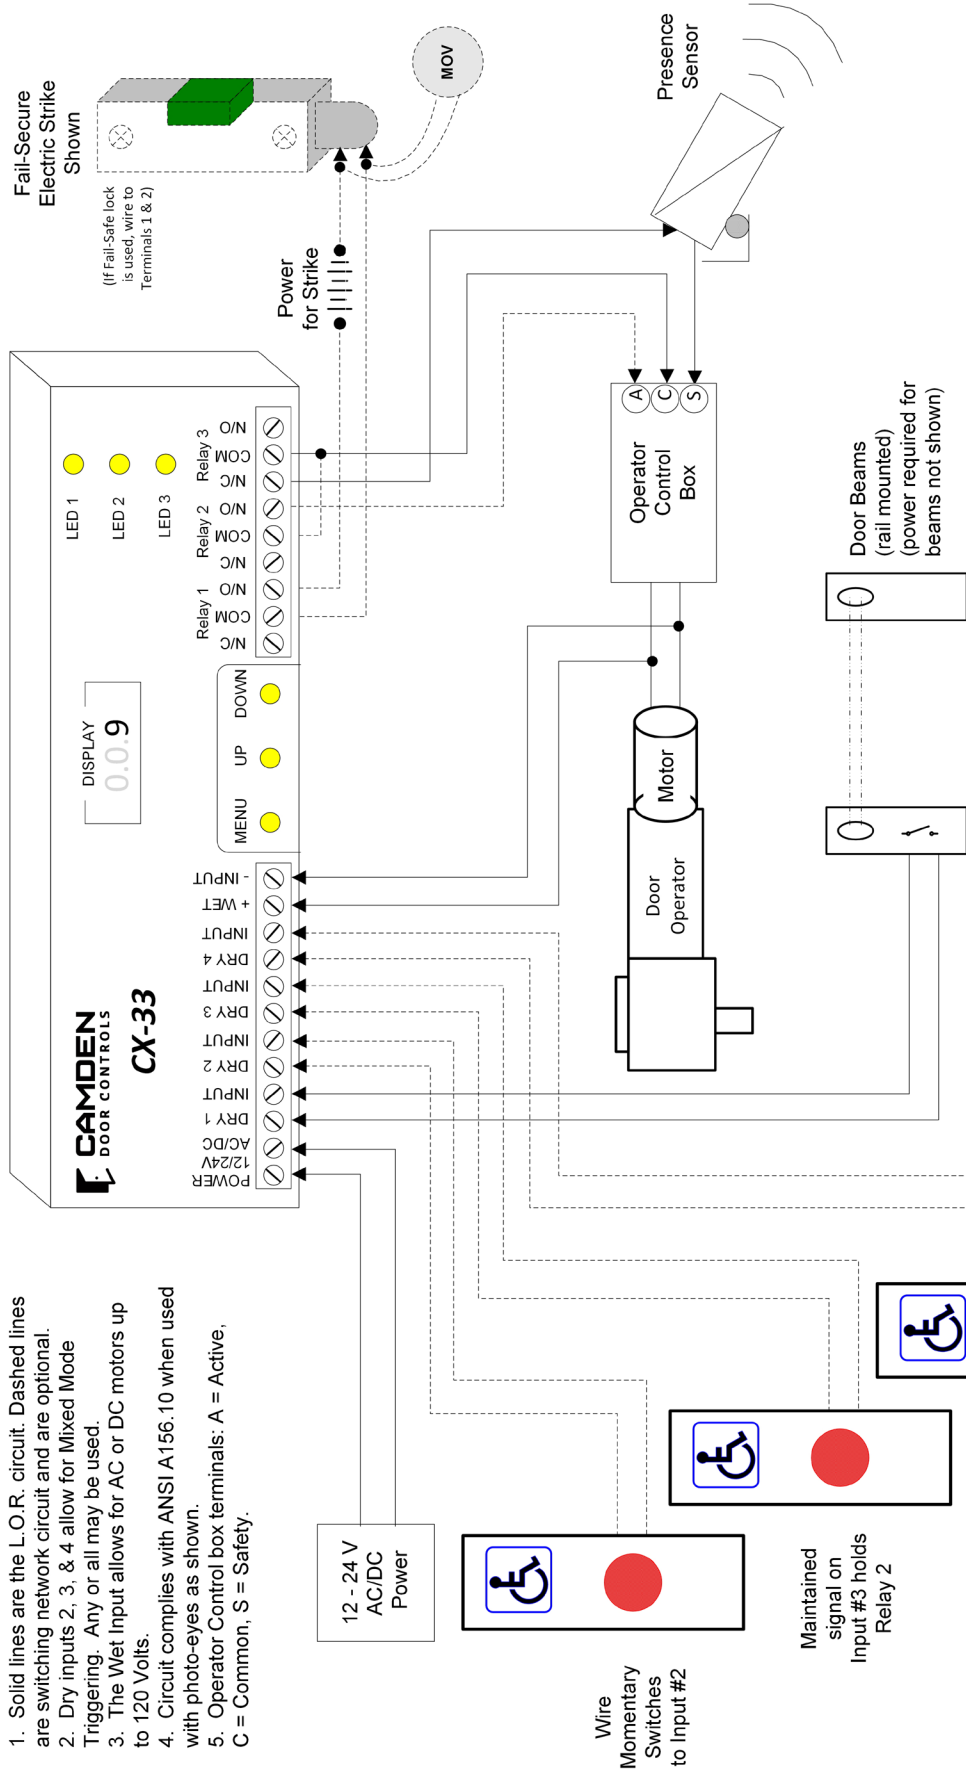 1. Solid lines are the L.O.R. circuit. Dashed lines
are switching network circuit and are optional.
2. Dry inputs 2, 3, & 4 allow for Mixed Mode
Triggering. Any or all may be used.
3. The Wet Input allows for AC or DC motors up
to 120 Volts.
4. Circuit complies with ANSI A156.10 when used
with photo-eyes as shown.
5. Operator Control box terminals: A = Active,
C = Common, S = Safety.
CAMDEN
DOOR CONTROLS
CX-33
DISPLAY
0.0.9
LED 1
LED 2
LED 3
MENU
UP
DOWN
POWER
12/24V
AC/DC
DRY 1
INPUT
DRY 2
INPUT
DRY 3
INPUT
DRY 4
INPUT
+ WET
- INPUT
Relay 1
Relay 2
Relay 3
N/C
COM
N/O
N/C
COM
N/O
N/C
COM
N/O
Fail-Secure
Electric Strike
Shown
(If Fail-Safe lock
is used, wire to
Terminals 1 & 2)
MOV
Power
for Strike
Presence
Sensor
12 - 24 V
AC/DC
Power
Door
Operator
Motor
Operator
Control
Box
A
C
S
Door Beams
(rail mounted)
(power required for
beams not shown)
Wire
Momentary
Switches
to Input #2
Maintained
signal on
Input #3 holds
Relay 2